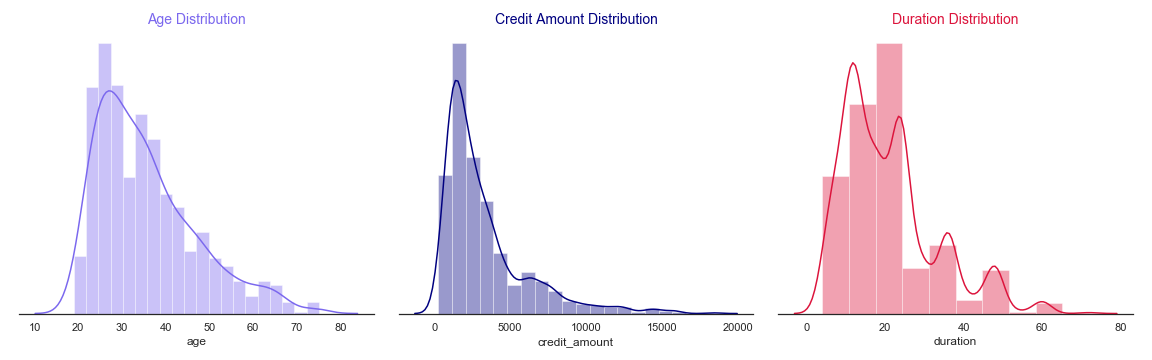 Age Distribution
Credit Amount Distribution
Duration Distribution
10 20 30 40 50 60 70 80
0 5000 10000 15000 20000
0 20 40 60 80
age
credit_amount
duration